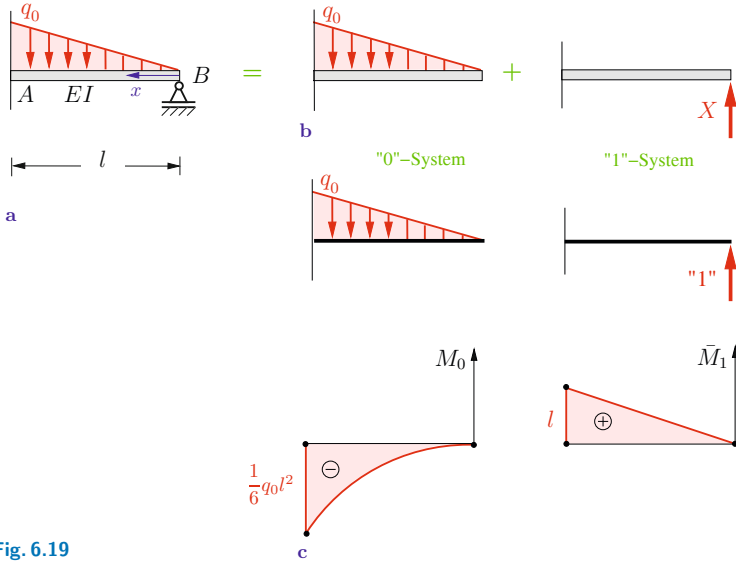 q₀ q₀
A EI x B = + X
b
l "0"–System "1"–System
a
q₀
"1"
M₀ M̄₁
l + −
1/6 q₀l²
Fig. 6.19 c